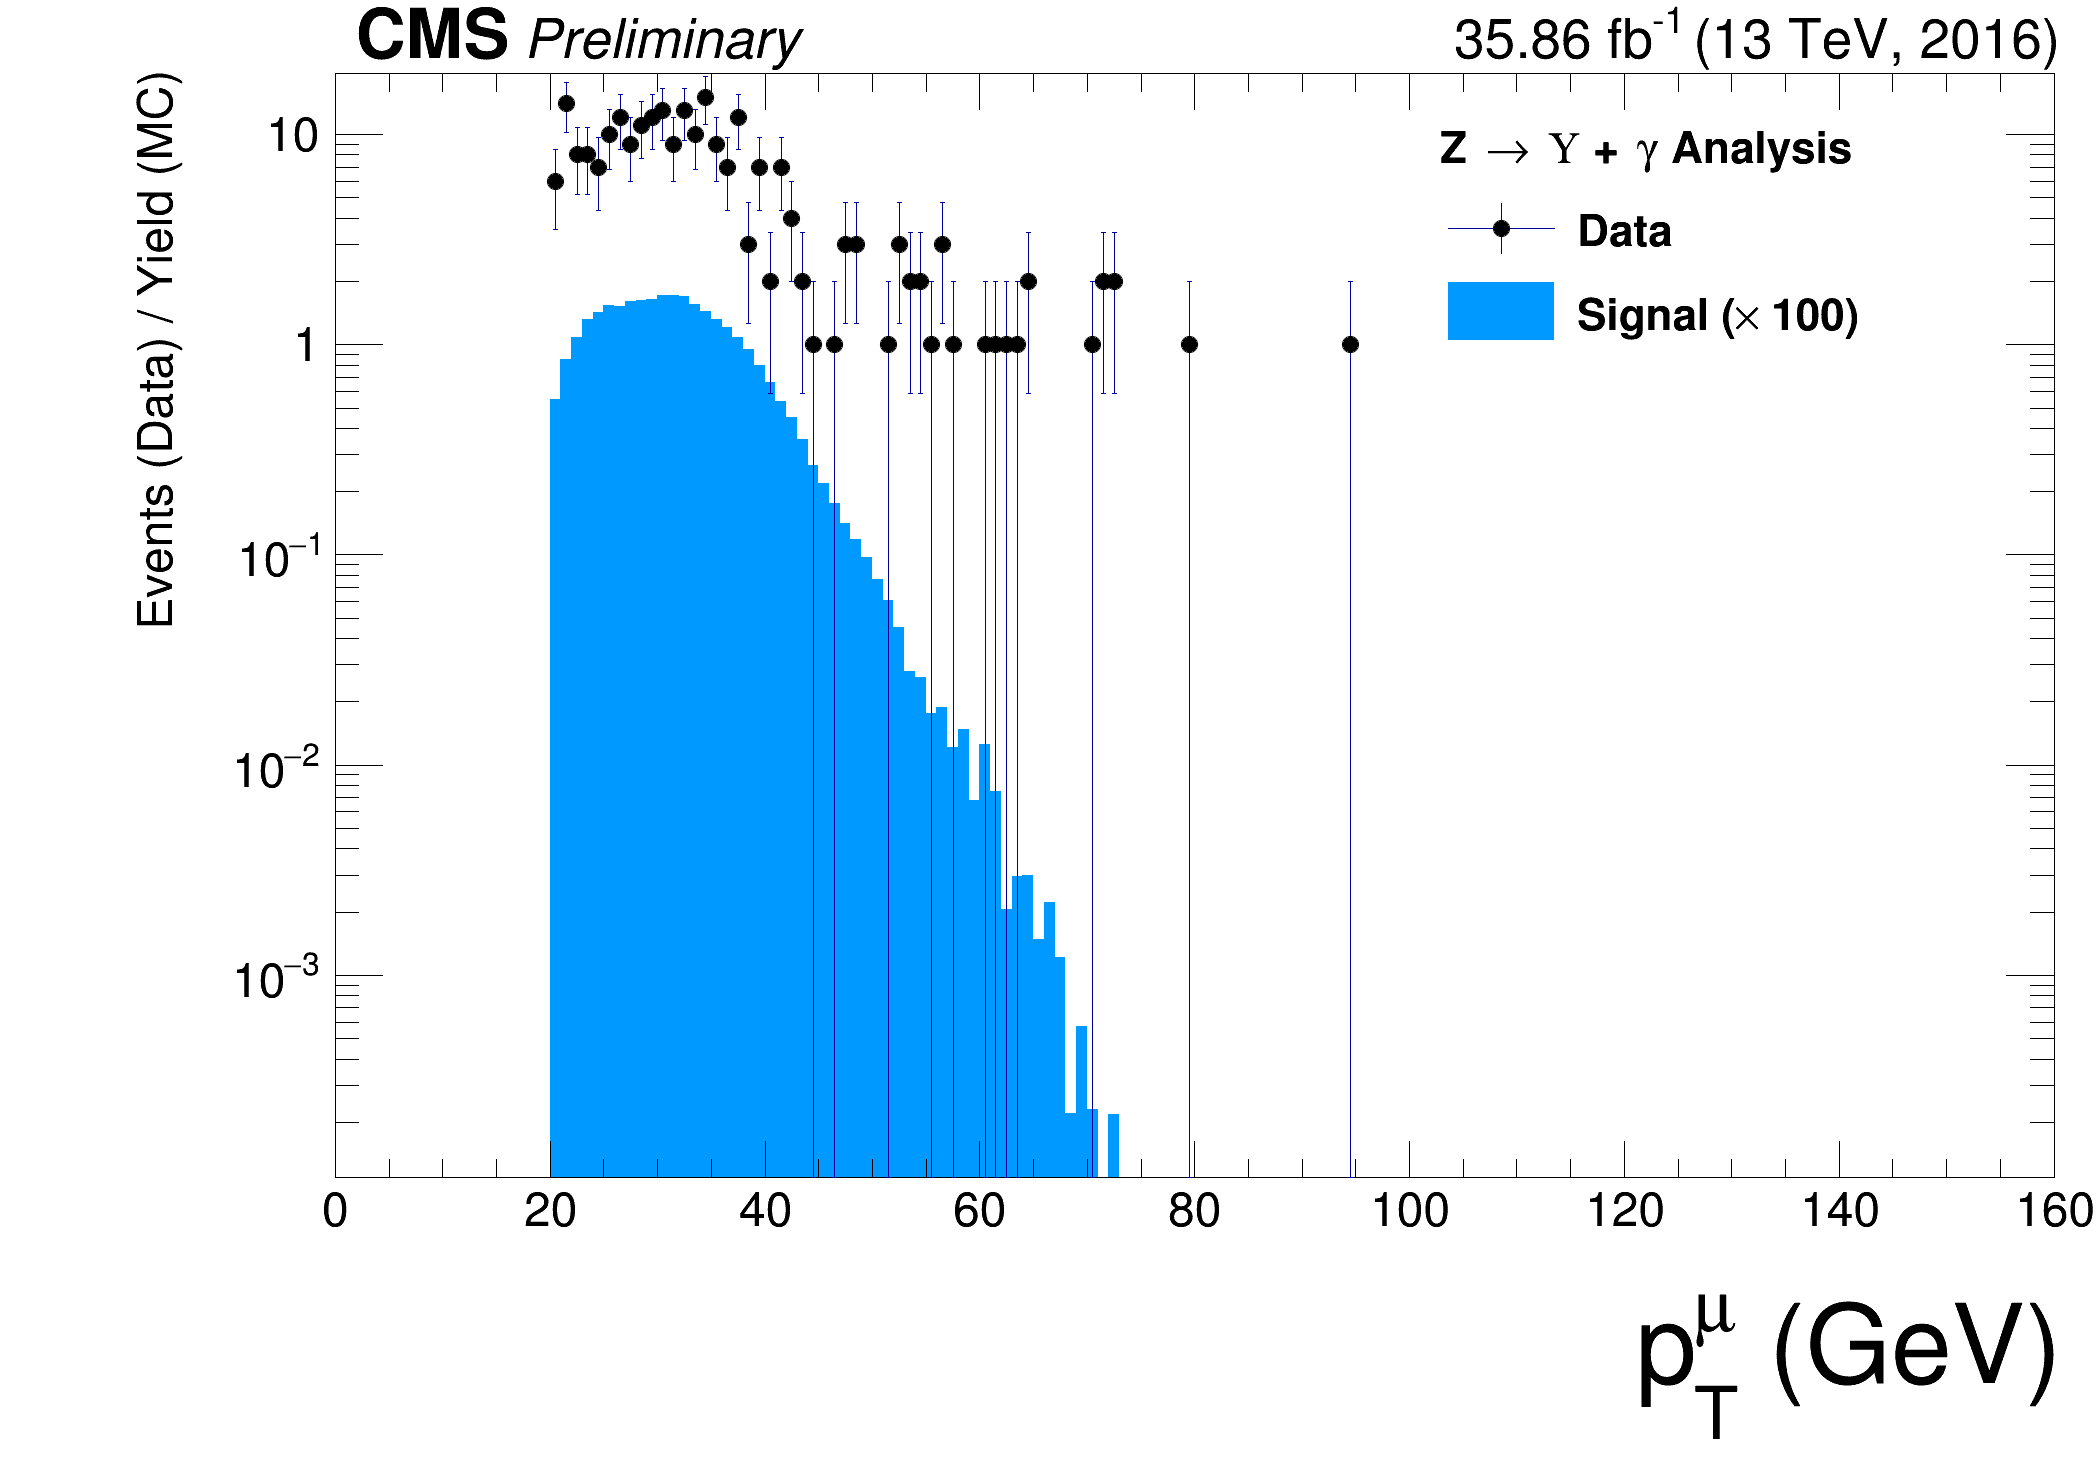 CMS Preliminary 35.86 fb⁻¹ (13 TeV, 2016)
Events (Data) / Yield (MC)
Z → ϒ + γ Analysis
Data
Signal (× 100)
10
1
10⁻¹
10⁻²
10⁻³
0 20 40 60 80 100 120 140 160
p_T^μ (GeV)